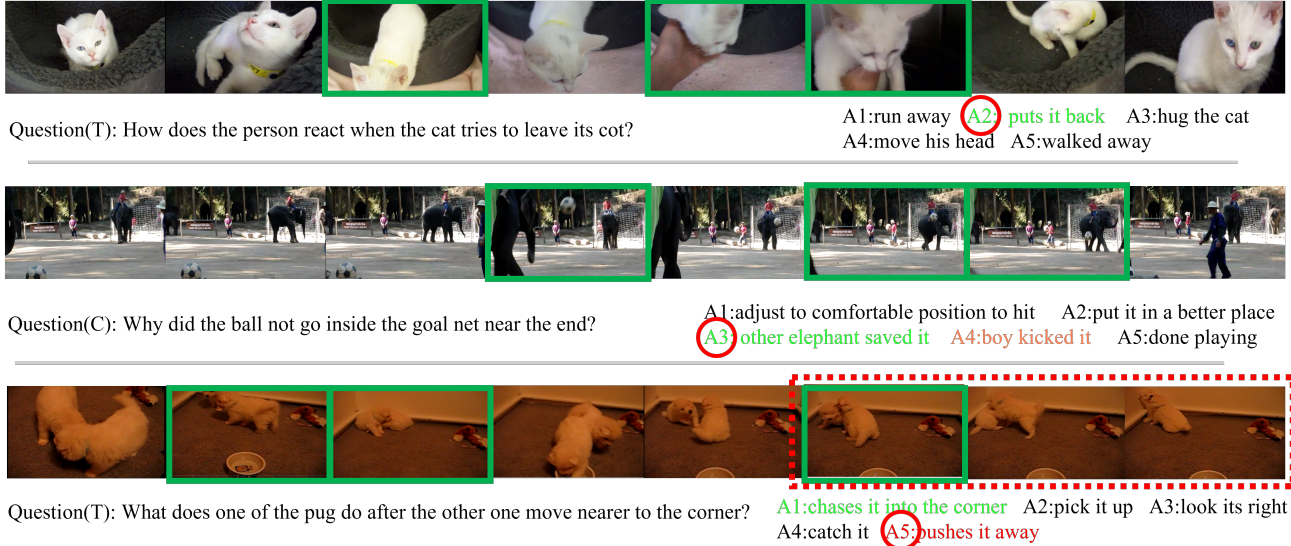 Question(T): How does the person react when the cat tries to leave its cot?
A1:run away A2: puts it back A3:hug the cat
A4:move his head A5:walked away
Question(C): Why did the ball not go inside the goal net near the end?
A1:adjust to comfortable position to hit A2:put it in a better place
A3: other elephant saved it A4:boy kicked it A5:done playing
Question(T): What does one of the pug do after the other one move nearer to the corner?
A1:chases it into the corner A2:pick it up A3:look its right
A4:catch it A5:pushes it away